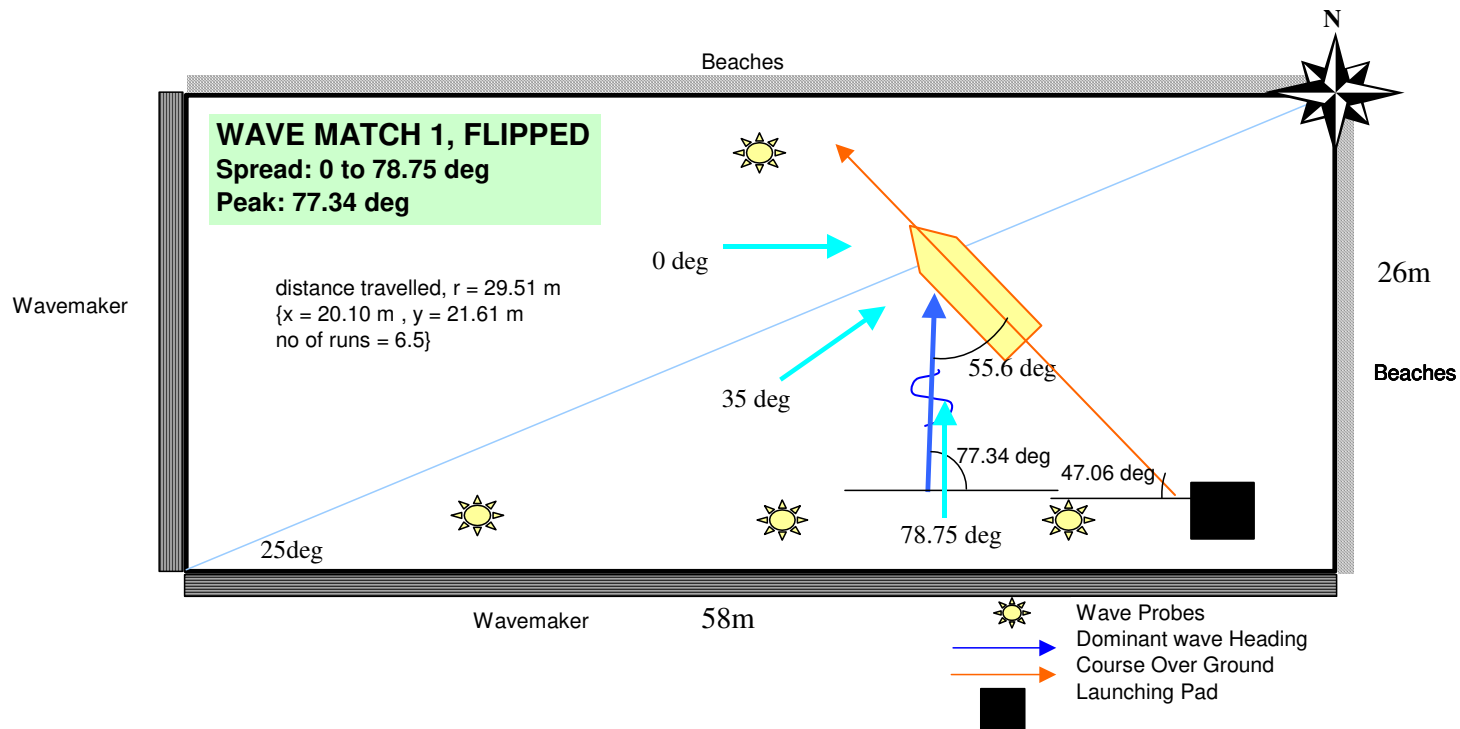 N
Beaches
WAVE MATCH 1, FLIPPED
Spread: 0 to 78.75 deg
Peak: 77.34 deg
0 deg
26m
distance travelled, r = 29.51 m
{x = 20.10 m , y = 21.61 m
no of runs = 6.5}
Wavemaker
35 deg
55.6 deg
Beaches
77.34 deg
47.06 deg
78.75 deg
25deg
Wavemaker
58m
Wave Probes
Dominant wave Heading
Course Over Ground
Launching Pad